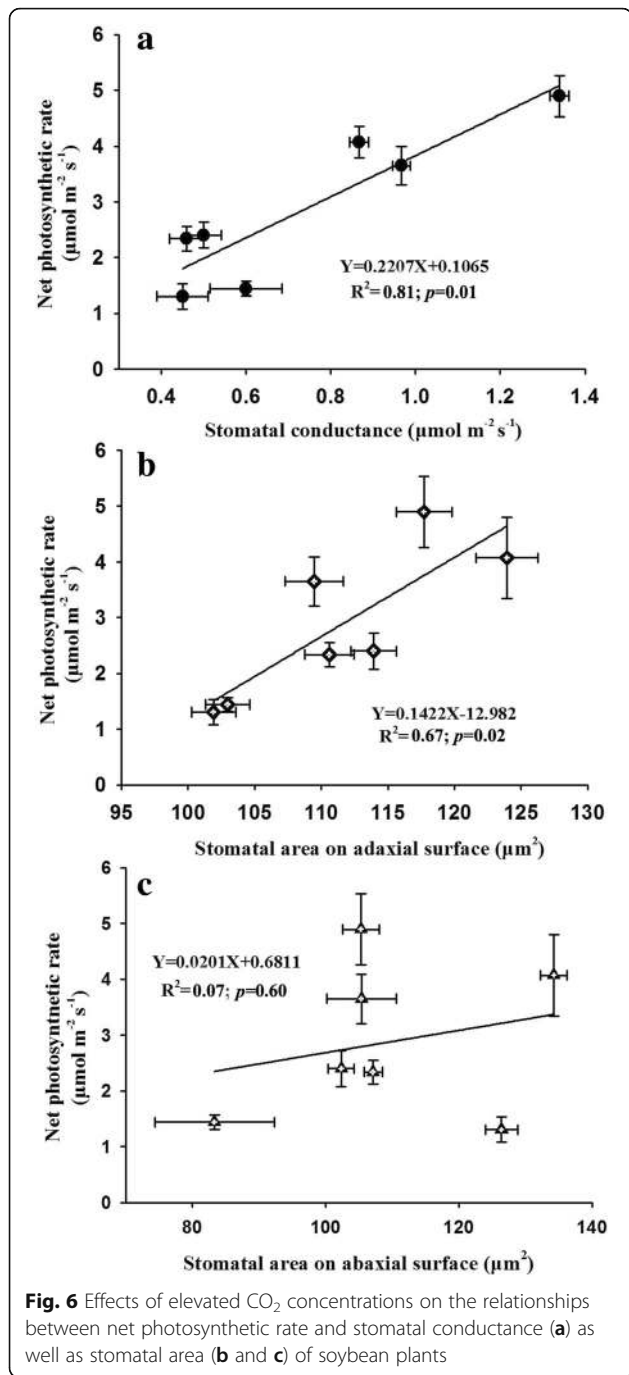 a
6
5
4
3
2
1
0
Net photosynthetic rate
(µmol m⁻² s⁻¹)
Y=0.2207X+0.1065
R²=0.81; p=0.01
0.4 0.6 0.8 1.0 1.2 1.4
Stomatal conductance (µmol m⁻² s⁻¹)
b
6
5
4
3
2
1
0
Net photosynthetic rate
(µmol m⁻² s⁻¹)
Y=0.1422X-12.982
R²=0.67; p=0.02
95 100 105 110 115 120 125 130
Stomatal area on adaxial surface (µm²)
c
6
5
4
3
2
1
0
Net photosyntnetic rate
(µmol m⁻² s⁻¹)
Y=0.0201X+0.6811
R²=0.07; p=0.60
80 100 120 140
Stomatal area on abaxial surface (µm²)
Fig. 6 Effects of elevated CO₂ concentrations on the relationships
between net photosynthetic rate and stomatal conductance (a) as
well as stomatal area (b and c) of soybean plants